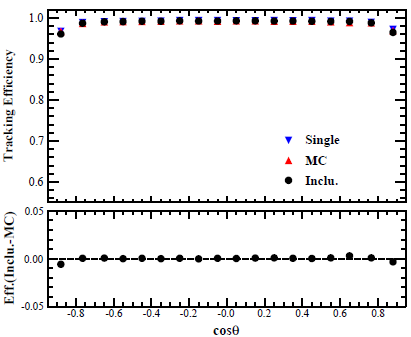 Tracking Efficiency
1.0
0.9
0.8
0.7
0.6
Single
MC
Inclu.
Eff.(Inclu.-MC)
0.05
0.00
-0.05
-0.8 -0.6 -0.4 -0.2 -0.0 0.2 0.4 0.6 0.8
cosθ